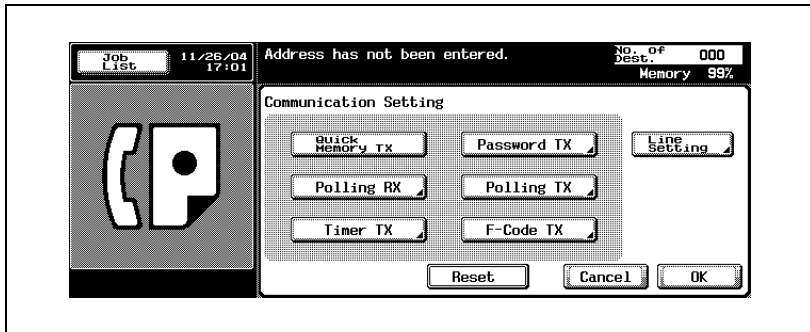 Job List
11/26/04
17:01
Address has not been entered.
No. of Dest. 000
Memory 99%
Communication Setting
Quick Memory TX
Password TX
Line Setting
Polling RX
Polling TX
Timer TX
F-Code TX
Reset
Cancel
OK